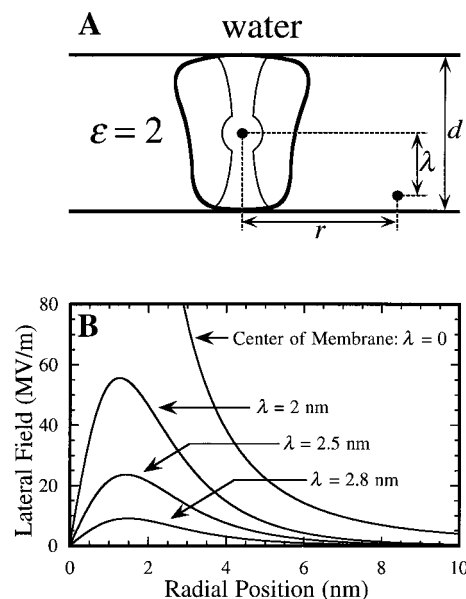 A
water
ε = 2
d
λ
r
B
80
60
40
20
0
Center of Membrane: λ = 0
λ = 2 nm
λ = 2.5 nm
λ = 2.8 nm
Lateral Field (MV/m)
0 2 4 6 8 10
Radial Position (nm)